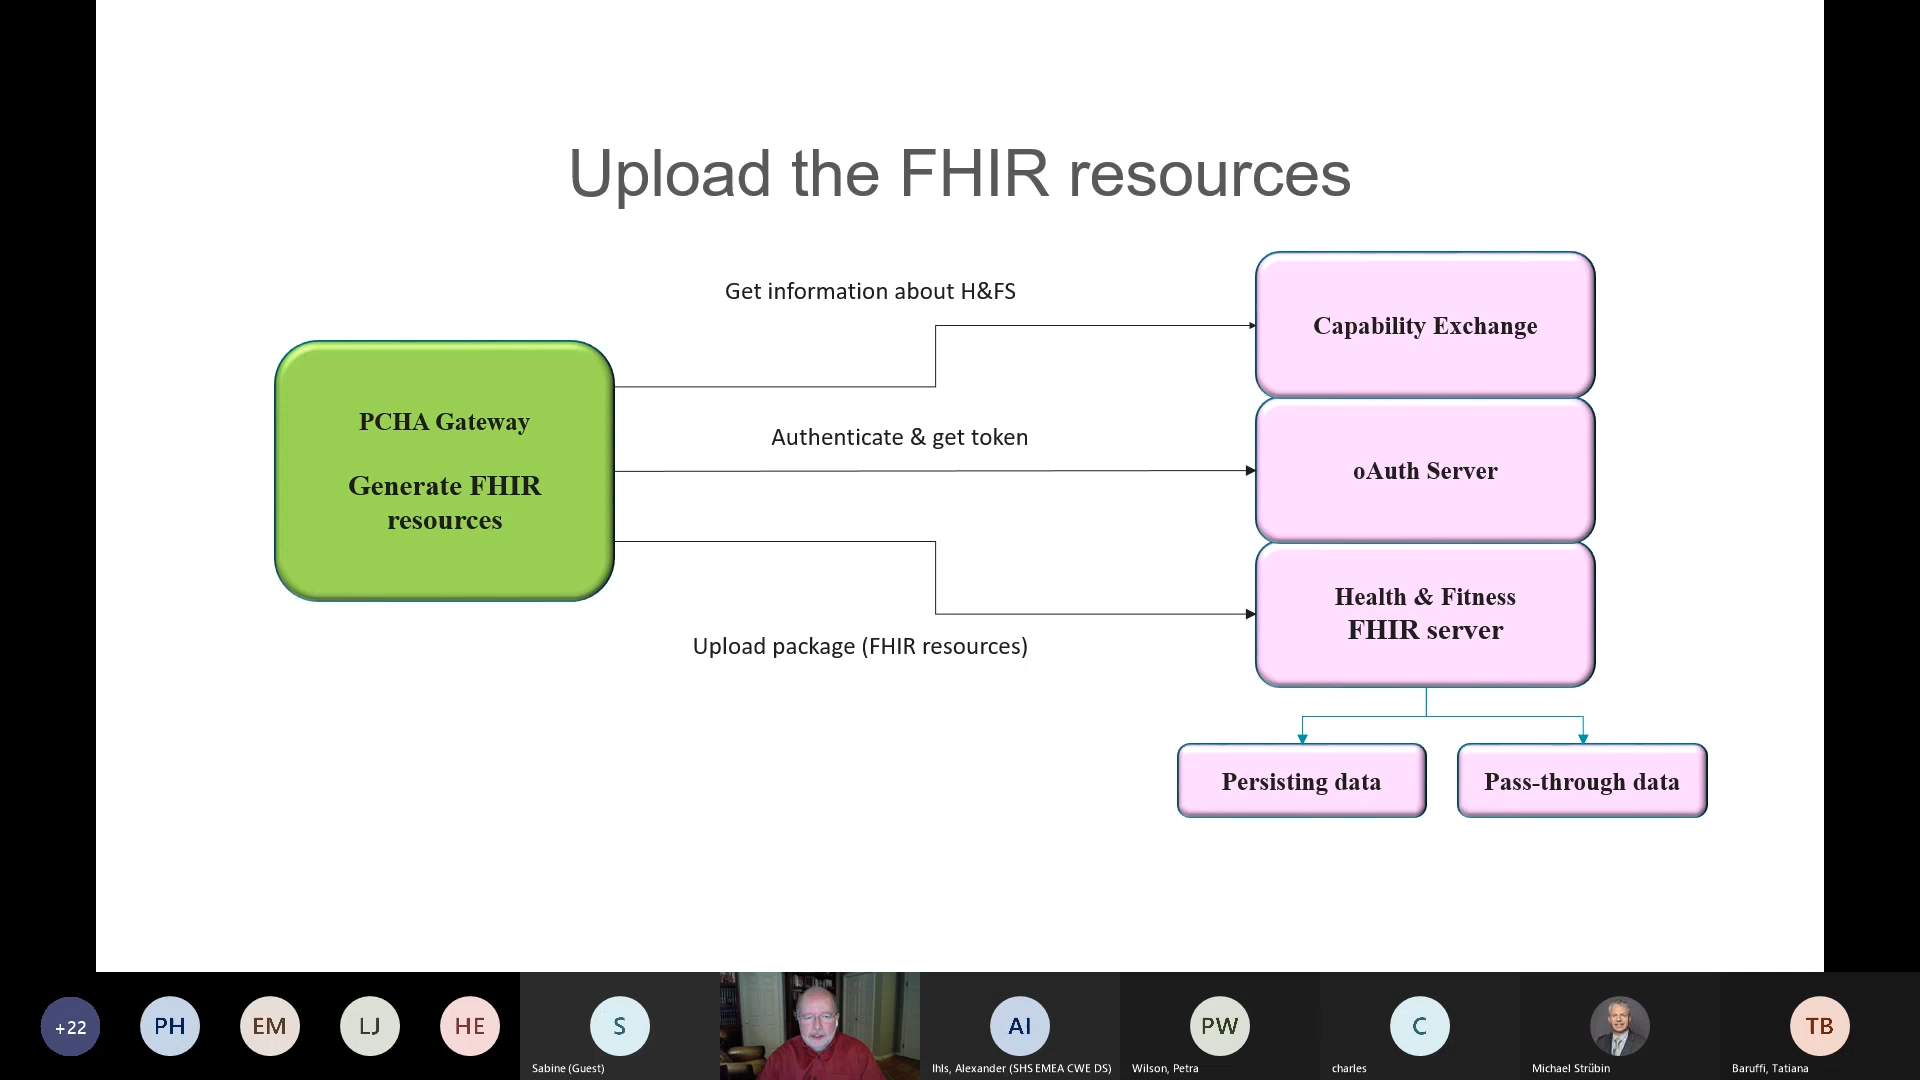 Upload the FHIR resources
Get information about H&FS
Capability Exchange
PCHA Gateway
Generate FHIR
resources
Authenticate & get token
oAuth Server
Upload package (FHIR resources)
Health & Fitness
FHIR server
Persisting data
Pass-through data
+22
PH
EM
LJ
HE
S
AI
PW
C
TB
Sabine (Guest)
Ihls, Alexander (SHS EMEA CWE DS)
Wilson, Petra
charles
Michael Strübin
Baruffi, Tatiana